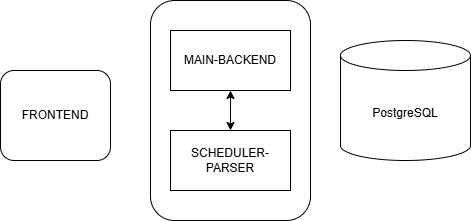 FRONTEND
MAIN-BACKEND
SCHEDULER-
PARSER
PostgreSQL